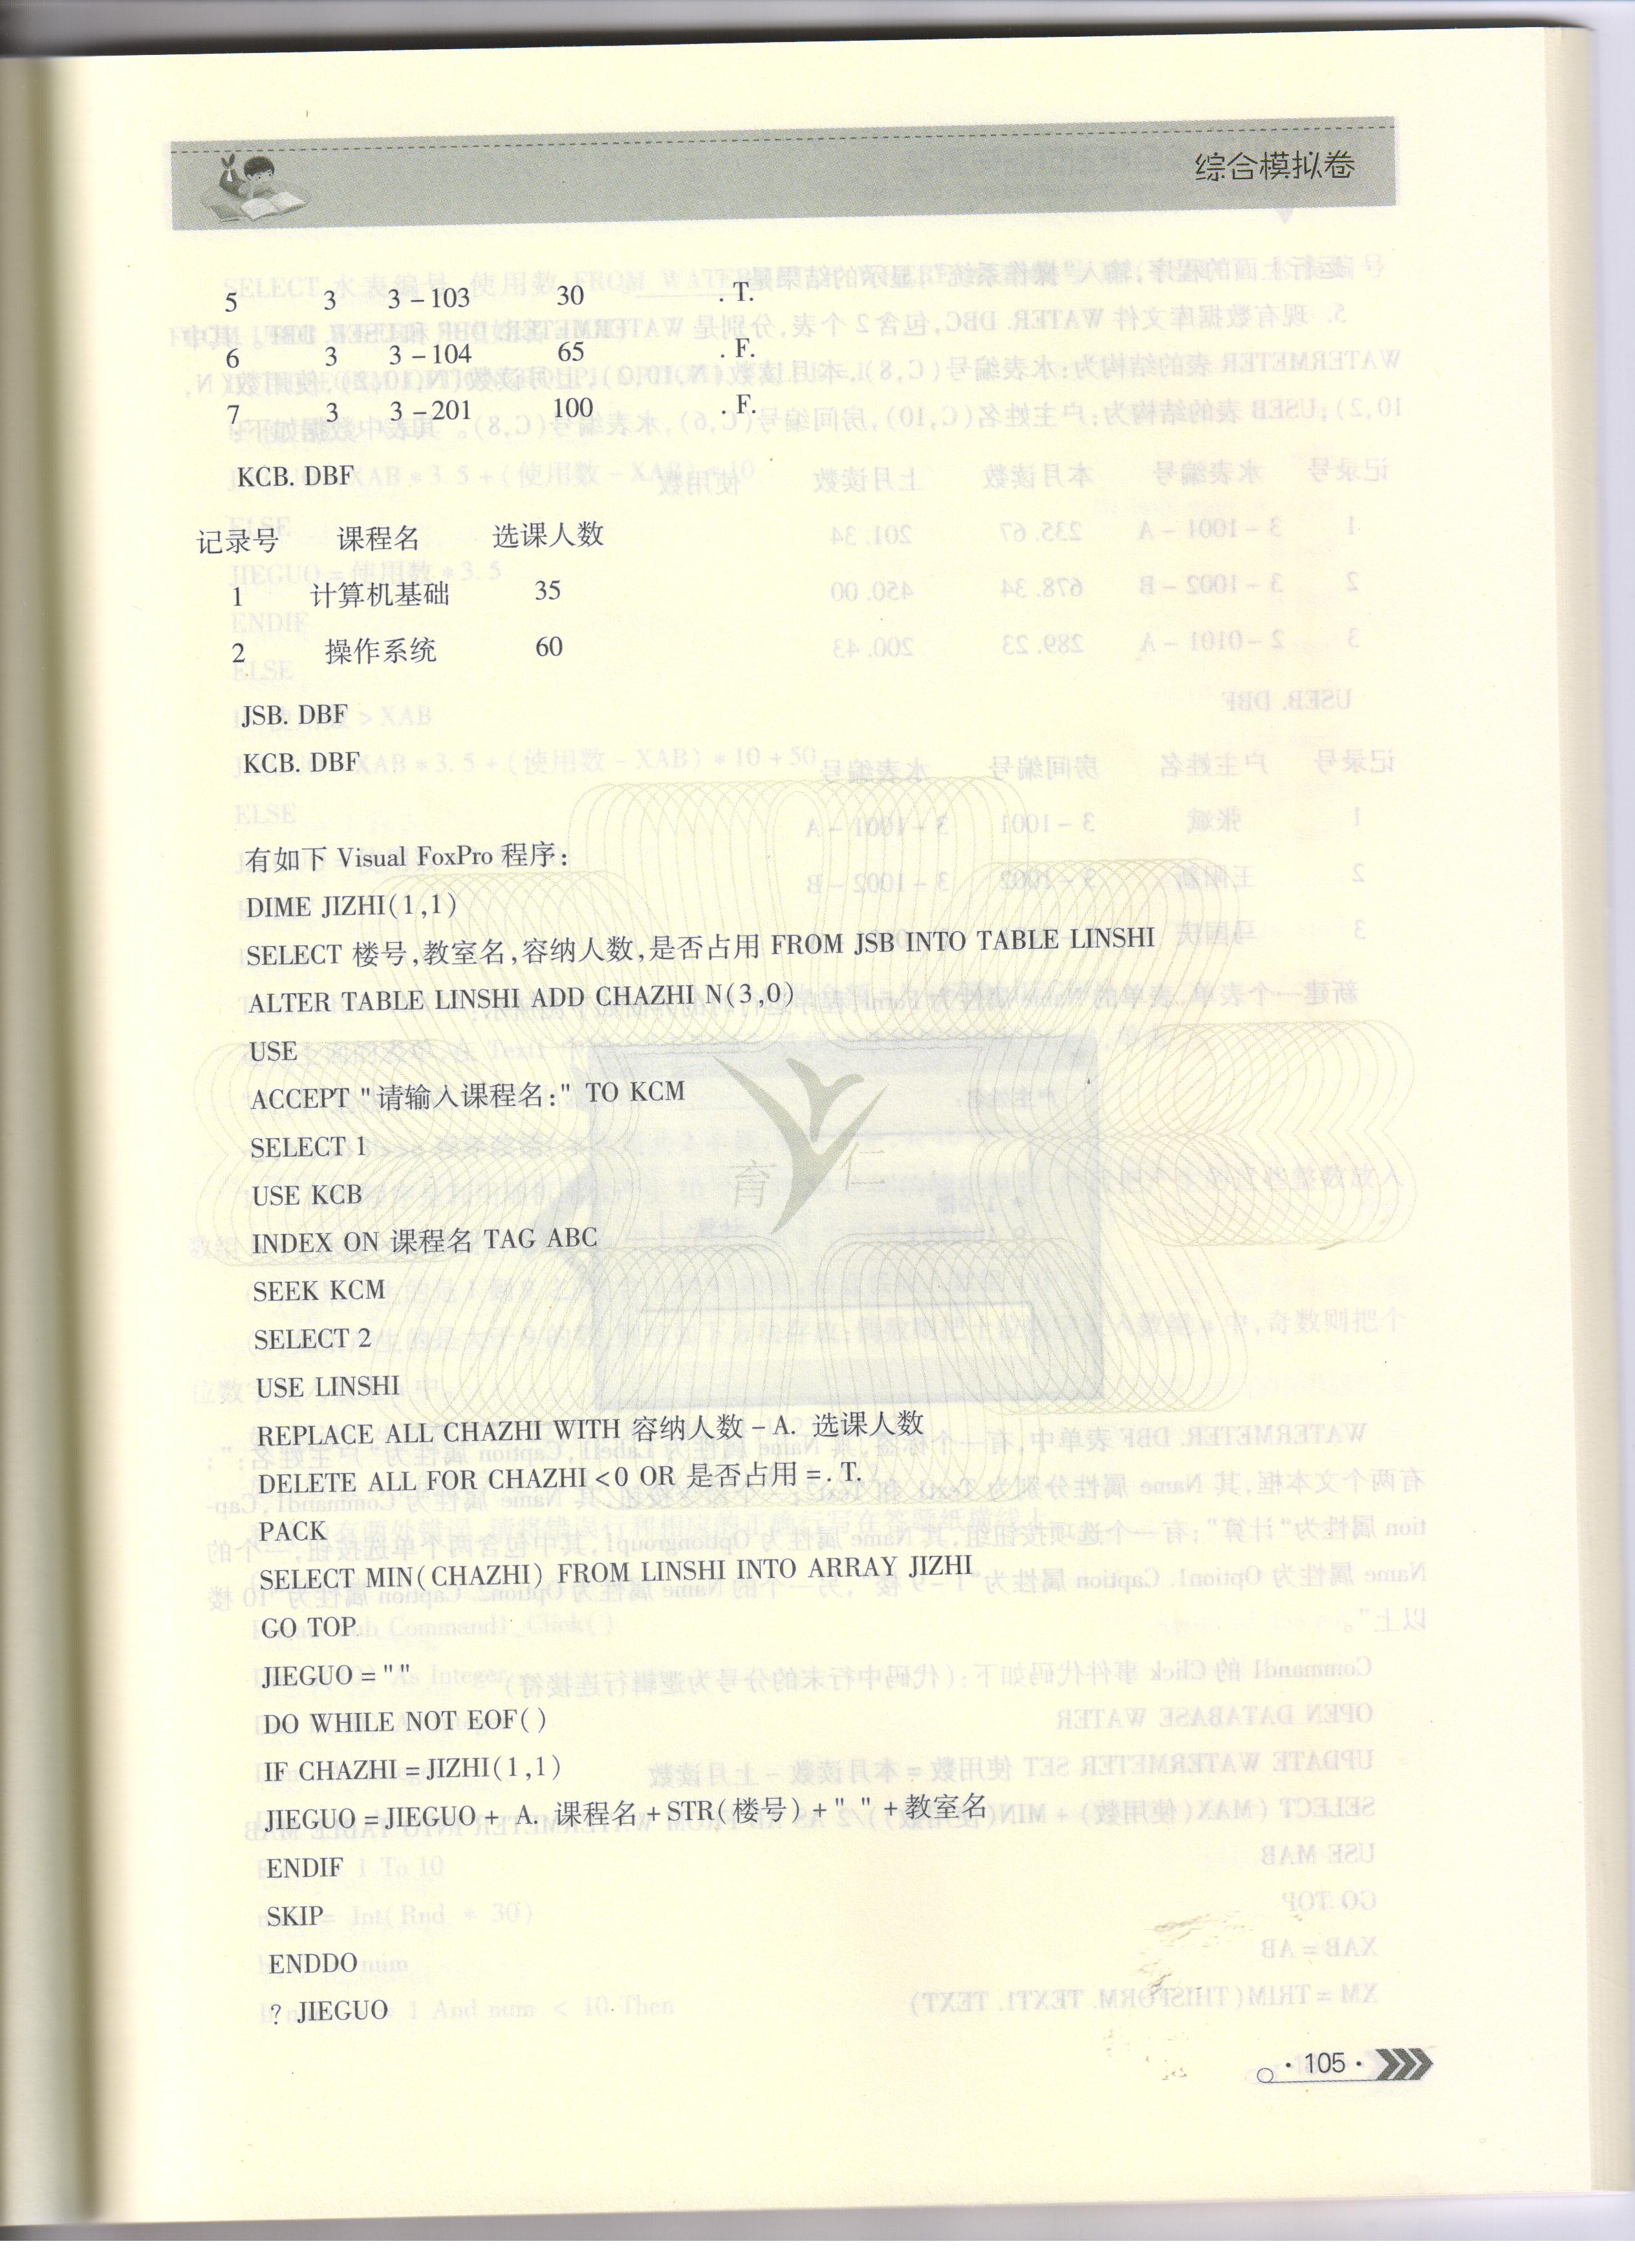 综合模拟卷
5 3 3-103 30 .T.
6 3 3-104 65 .F.
7 3 3-201 100 .F.
KCB. DBF
记录号 课程名 选课人数
1 计算机基础 35
2 操作系统 60
JSB. DBF
KCB. DBF
有如下 Visual FoxPro 程序:
DIME JIZHI(1,1)
SELECT 楼号,教室名,容纳人数,是否占用 FROM JSB INTO TABLE LINSHI
ALTER TABLE LINSHI ADD CHAZHI N(3,0)
USE
ACCEPT "请输入课程名:" TO KCM
SELECT 1
USE KCB
INDEX ON 课程名 TAG ABC
SEEK KCM
SELECT 2
USE LINSHI
REPLACE ALL CHAZHI WITH 容纳人数-A. 选课人数
DELETE ALL FOR CHAZHI<0 OR 是否占用=. T.
PACK
SELECT MIN(CHAZHI) FROM LINSHI INTO ARRAY JIZHI
GO TOP
JIEGUO=""
DO WHILE NOT EOF()
IF CHAZHI=JIZHI(1,1)
JIEGUO=JIEGUO+ A. 课程名+STR(楼号)+" "+教室名
ENDIF
SKIP
ENDDO
? JIEGUO
育仁
·105·